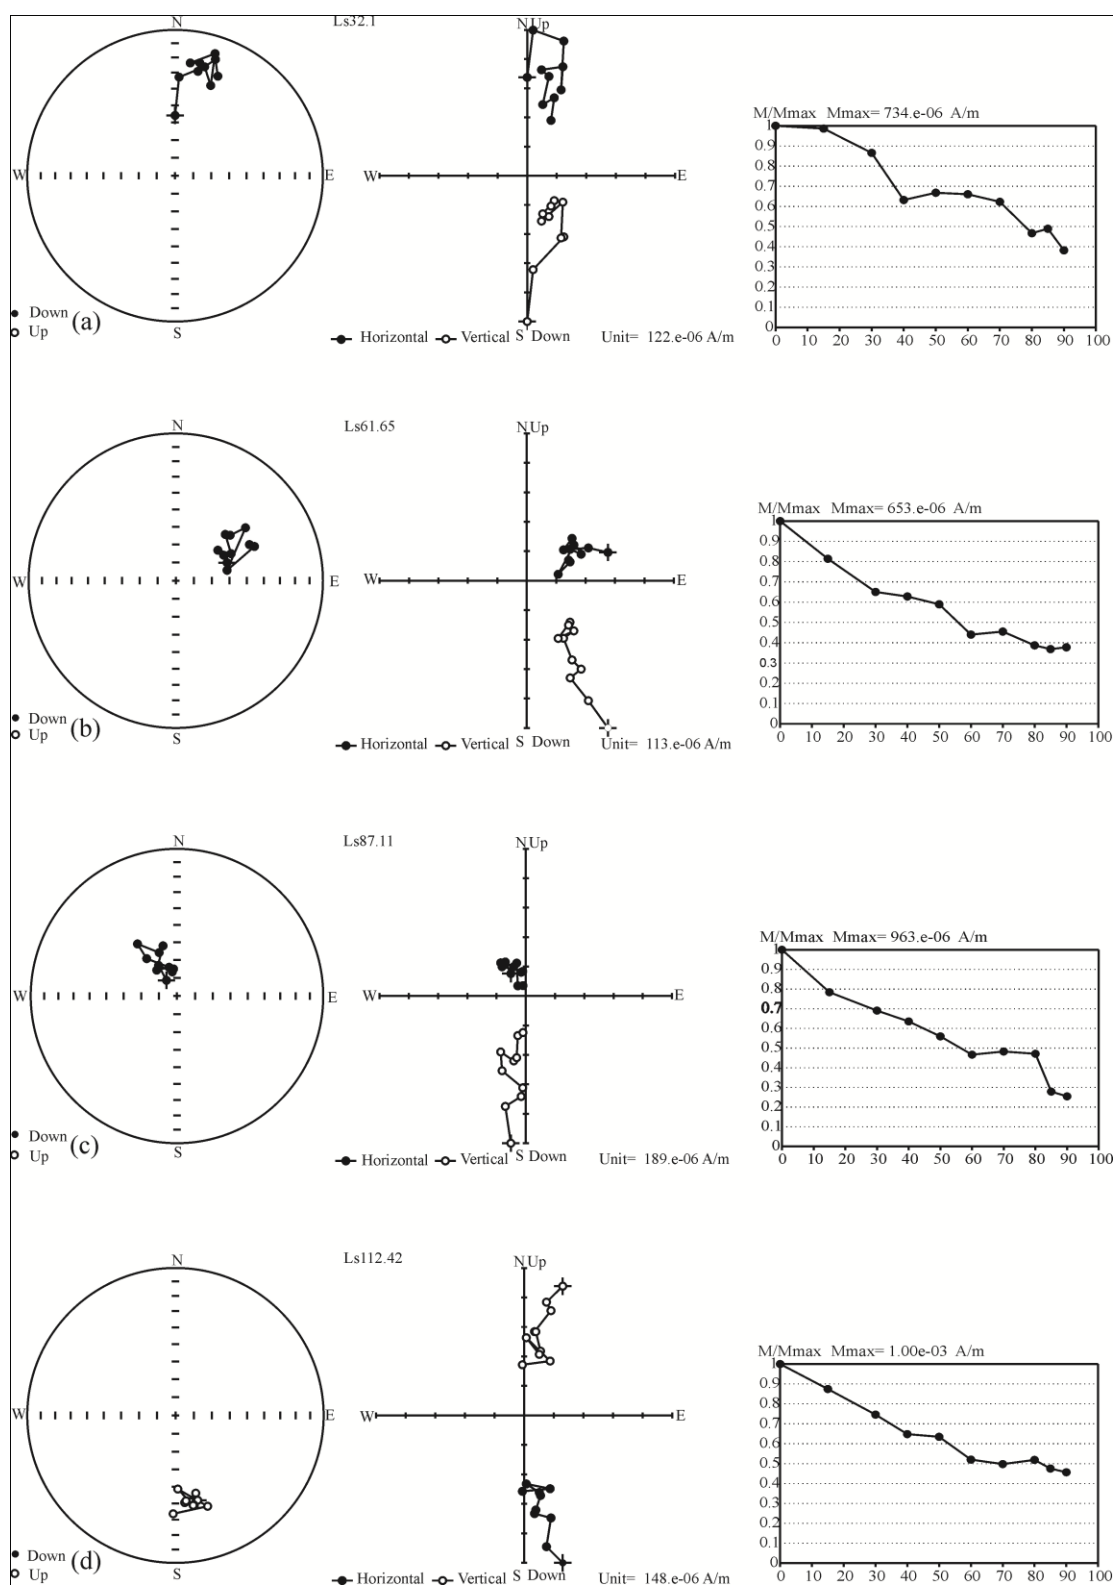 Ls32.1
N
W
E
S
Down
Up
(a)
N Up
W
E
S Down
Horizontal Vertical
Unit= 122.e-06 A/m
M/Mmax Mmax= 734.e-06 A/m
1
0.9
0.8
0.7
0.6
0.5
0.4
0.3
0.2
0.1
0
0 10 20 30 40 50 60 70 80 90 100
Ls61.65
N
W
E
S
Down
Up
(b)
N Up
W
E
S Down
Horizontal Vertical
Unit= 113.e-06 A/m
M/Mmax Mmax= 653.e-06 A/m
1
0.9
0.8
0.7
0.6
0.5
0.4
0.3
0.2
0.1
0
0 10 20 30 40 50 60 70 80 90 100
Ls87.11
N
W
E
S
Down
Up
(c)
N Up
W
E
S Down
Horizontal Vertical
Unit= 189.e-06 A/m
M/Mmax Mmax= 963.e-06 A/m
1
0.9
0.8
0.7
0.6
0.5
0.4
0.3
0.2
0.1
0
0 10 20 30 40 50 60 70 80 90 100
Ls112.42
N
W
E
S
Down
Up
(d)
N Up
W
E
S Down
Horizontal Vertical
Unit= 148.e-06 A/m
M/Mmax Mmax= 1.00e-03 A/m
1
0.9
0.8
0.7
0.6
0.5
0.4
0.3
0.2
0.1
0
0 10 20 30 40 50 60 70 80 90 100